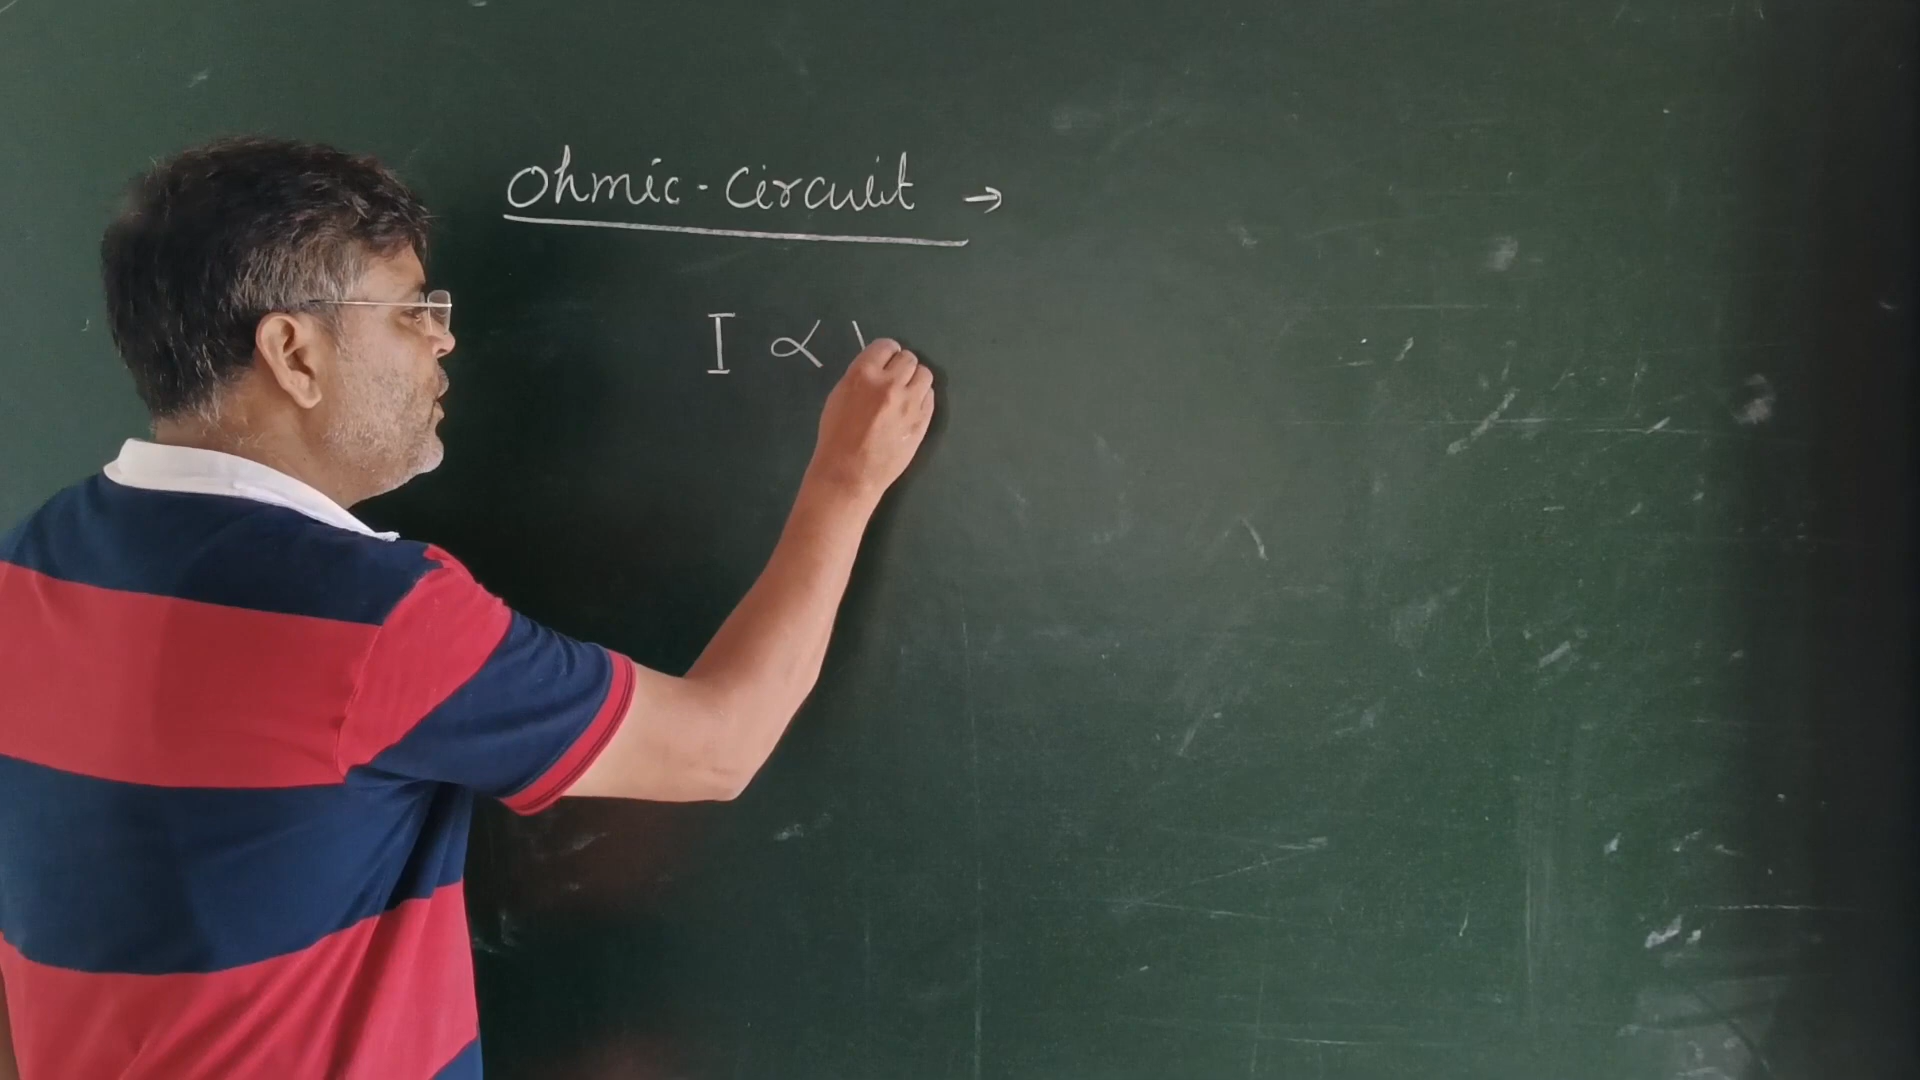 Ohmic-Circuit →
I ∝ \